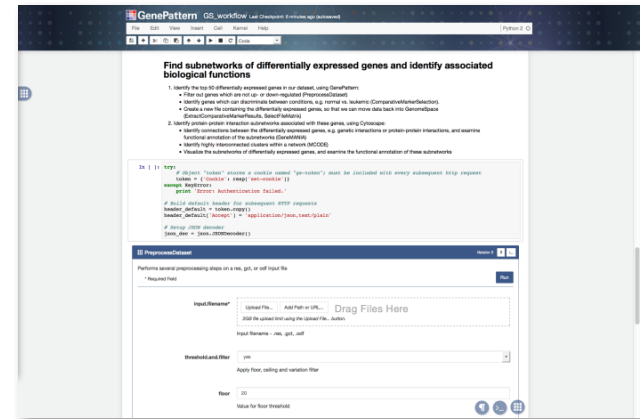 GenePattern GS_workflow Last Checkpoint: 6 minutes ago (autosaved)
File Edit View Insert Cell Kernel Help Python 2
Code
Find subnetworks of differentially expressed genes and identify associated
biological functions
1. Identify the top 50 differentially expressed genes in our dataset, using GenePattern:
Filter out genes which are not up- or down-regulated (PreprocessDataset)
Identify genes which can discriminate between conditions, e.g. normal vs. leukemic (ComparativeMarkerSelection).
Create a new file containing the differentially expressed genes, so that we can move data back into GenomeSpace
(ExtractComparativeMarkerResults, SelectFileMatrix)
2. Identify protein-protein interaction subnetworks associated with these genes, using Cytoscape:
Identify connections between the differentially expressed genes, e.g. genetic interactions or protein-protein interactions, and examine
functional annotation of the subnetworks (GeneMANIA)
Identify highly interconnected clusters within a network (MCODE)
Visualize the subnetworks of differentially expressed genes, and examine the functional annotation of these subnetworks
In [ ]: try:
# Object "token" stores a cookie named "gs-token"; must be included with every subsequent http request
token = {'Cookie': resp['set-cookie']}
except KeyError:
print 'Error: Authentication failed.'
# Build default header for subsequent HTTP requests
header_default = token.copy()
header_default['Accept'] = 'application/json,text/plain'
# Setup JSON decoder
json_dec = json.JSONDecoder()
PreprocessDataset
Performs several preprocessing steps on a res, gct, or odf input file
* Required Field Run
input.filename*
Upload File... Add Path or URL... Drag Files Here
2GB file upload limit using the Upload File... button.
Input filename - .res, .gct, .odf
threshold.and.filter yes
Apply floor, ceiling and variation filter
floor 20
Value for floor threshold